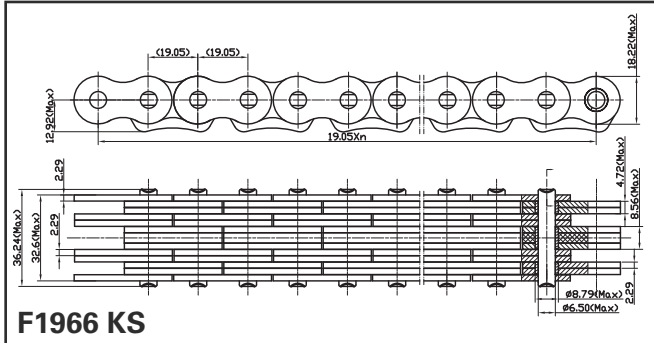 (19.05)
(19.05)
18.22(Max)
12.92(Max)
19.05Xn
2.29
4.72(Max)
8.56(Max)
36.24(Max)
32.6(Max)
2.29
2.29
ø8.79(Max)
ø6.50(Max)
F1966 KS